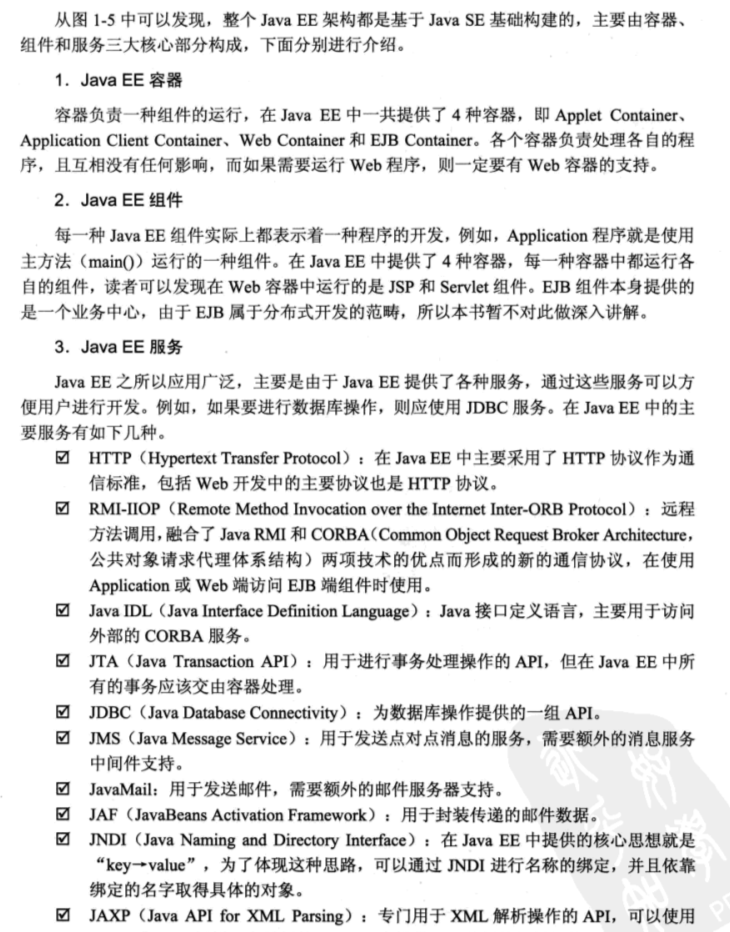 从图 1-5 中可以发现，整个 Java EE 架构都是基于 Java SE 基础构建的，主要由容器、
组件和服务三大核心部分构成，下面分别进行介绍。
1．Java EE 容器
容器负责一种组件的运行，在 Java EE 中一共提供了 4 种容器，即 Applet Container、
Application Client Container、Web Container 和 EJB Container。各个容器负责处理各自的程
序，且互相没有任何影响，而如果需要运行 Web 程序，则一定要有 Web 容器的支持。
2．Java EE 组件
每一种 Java EE 组件实际上都表示着一种程序的开发，例如，Application 程序就是使用
主方法（main()）运行的一种组件。在 Java EE 中提供了 4 种容器，每一种容器中都运行各
自的组件，读者可以发现在 Web 容器中运行的是 JSP 和 Servlet 组件。EJB 组件本身提供的
是一个业务中心，由于 EJB 属于分布式开发的范畴，所以本书暂不对此做深入讲解。
3．Java EE 服务
Java EE 之所以应用广泛，主要是由于 Java EE 提供了各种服务，通过这些服务可以方
便用户进行开发。例如，如果要进行数据库操作，则应使用 JDBC 服务。在 Java EE 中的主
要服务有如下几种。
☑ HTTP（Hypertext Transfer Protocol）：在 Java EE 中主要采用了 HTTP 协议作为通
信标准，包括 Web 开发中的主要协议也是 HTTP 协议。
☑ RMI-IIOP（Remote Method Invocation over the Internet Inter-ORB Protocol）：远程
方法调用，融合了 Java RMI 和 CORBA（Common Object Request Broker Architecture，
公共对象请求代理体系结构）两项技术的优点而形成的新的通信协议，在使用
Application 或 Web 端访问 EJB 端组件时使用。
☑ Java IDL（Java Interface Definition Language）：Java 接口定义语言，主要用于访问
外部的 CORBA 服务。
☑ JTA（Java Transaction API）：用于进行事务处理操作的 API，但在 Java EE 中所
有的事务应该交由容器处理。
☑ JDBC（Java Database Connectivity）：为数据库操作提供的一组 API。
☑ JMS（Java Message Service）：用于发送点对点消息的服务，需要额外的消息服务
中间件支持。
☑ JavaMail：用于发送邮件，需要额外的邮件服务器支持。
☑ JAF（JavaBeans Activation Framework）：用于封装传递的邮件数据。
☑ JNDI（Java Naming and Directory Interface）：在 Java EE 中提供的核心思想就是
“key→value”，为了体现这种思路，可以通过 JNDI 进行名称的绑定，并且依靠
绑定的名字取得具体的对象。
☑ JAXP（Java API for XML Parsing）：专门用于 XML 解析操作的 API，可以使用